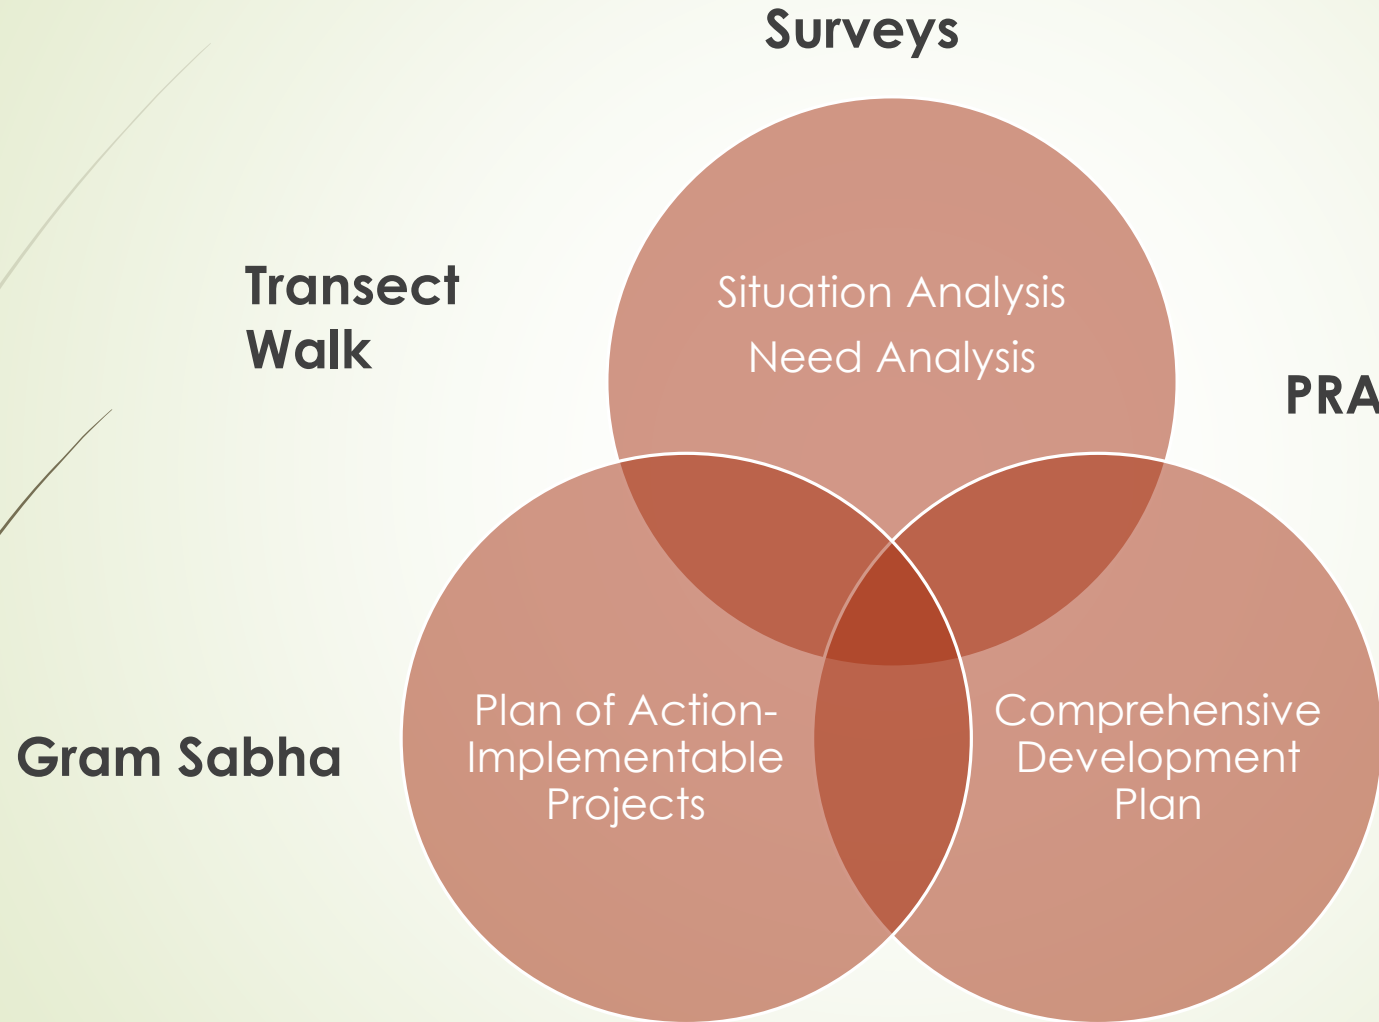 Surveys
Transect
Walk
Situation Analysis
Need Analysis
PRA
Plan of Action-
Implementable
Projects
Comprehensive
Development
Plan
Gram Sabha